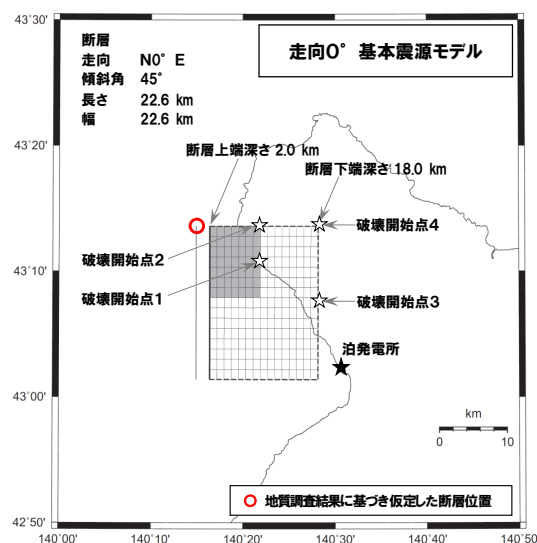 断層
走向 N0° E
傾斜角 45°
長さ 22.6 km
幅 22.6 km
走向0° 基本震源モデル
断層上端深さ 2.0 km
断層下端深さ 18.0 km
破壊開始点4
破壊開始点2
破壊開始点1
破壊開始点3
泊発電所
km
0 10
地質調査結果に基づき仮定した断層位置
43°30'
43°20'
43°10'
43°00'
42°50'
140°00' 140°10' 140°20' 140°30' 140°40' 140°50'